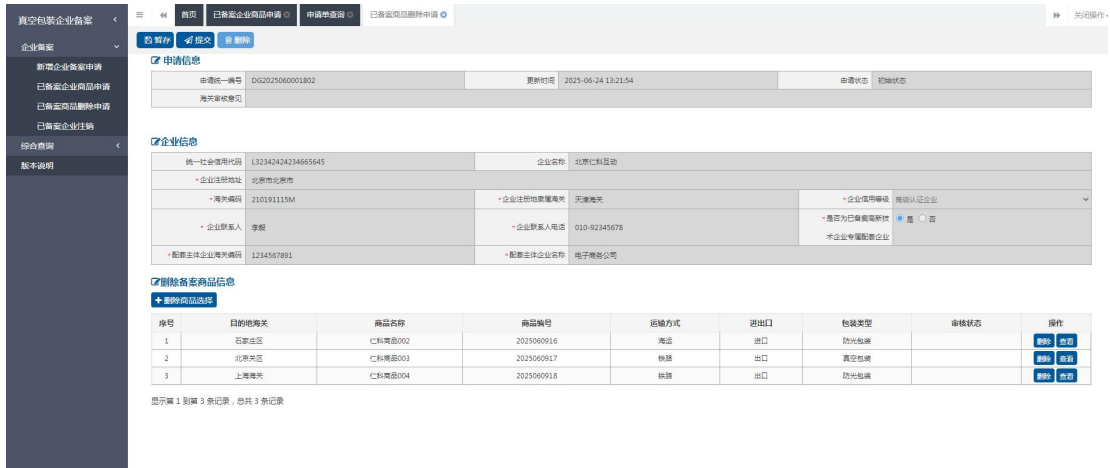 真空包装企业备案
首页 已备案企业商品申请 申请单查询 已备案商品删除申请 关闭操作
企业备案
新增企业备案申请
已备案企业商品申请
已备案商品删除申请
已备案企业注销
综合查询
版本说明
暂存 提交 删除
申请信息
申请统一编号 DG2025060001802 更新时间 2025-06-24 13:21:54 申请状态 初始状态
海关审核意见
企业信息
统一社会信用代码 L32342424234665645 企业名称 北京仁科互动
*企业注册地址 北京市北京市
*海关编码 210191115M *企业注册地隶属海关 天津海关 *企业信用等级 高级认证企业
*企业联系人 李毅 *企业联系人电话 010-92345678 *是否为已备案高新技术企业专属配套企业 是 否
*配套主体企业海关编码 1234567891 *配套主体企业名称 电子商务公司
删除备案商品信息
+删除商品选择
序号 目的地海关 商品名称 商品编号 运输方式 进出口 包装类型 审核状态 操作
1 石家庄区 仁科商品002 2025060916 海运 进口 防光包装 删除 查看
2 北京关区 仁科商品003 2025060917 铁路 出口 真空包装 删除 查看
3 上海海关 仁科商品004 2025060918 铁路 出口 防光包装 删除 查看
显示第 1 到第 3 条记录，总共 3 条记录